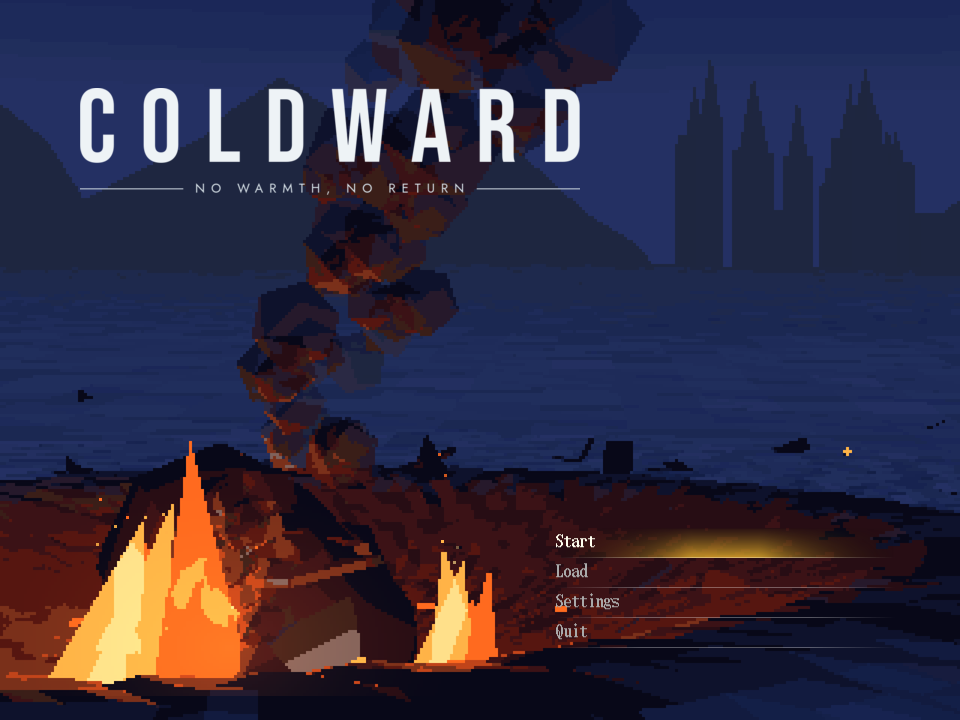 COLDWARD
NO WARMTH, NO RETURN
Start
Load
Settings
Quit